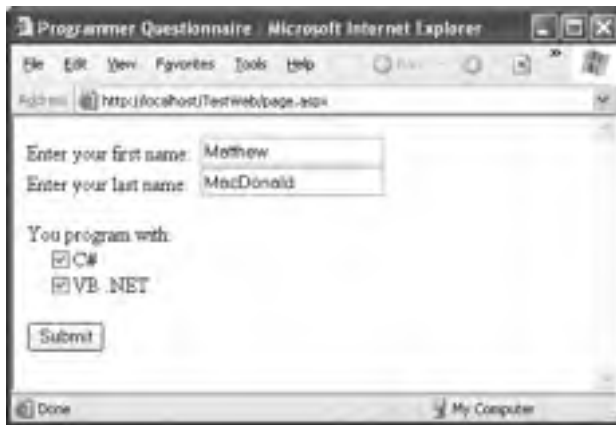 Programmer Questionnaire Microsoft Internet Explorer
File Edit View Favorites Tools Help
Address http://localhost/TestWeb/page.aspx
Enter your first name: Matthew
Enter your last name: MacDonald
You program with:
C#
VB .NET
Submit
Done My Computer